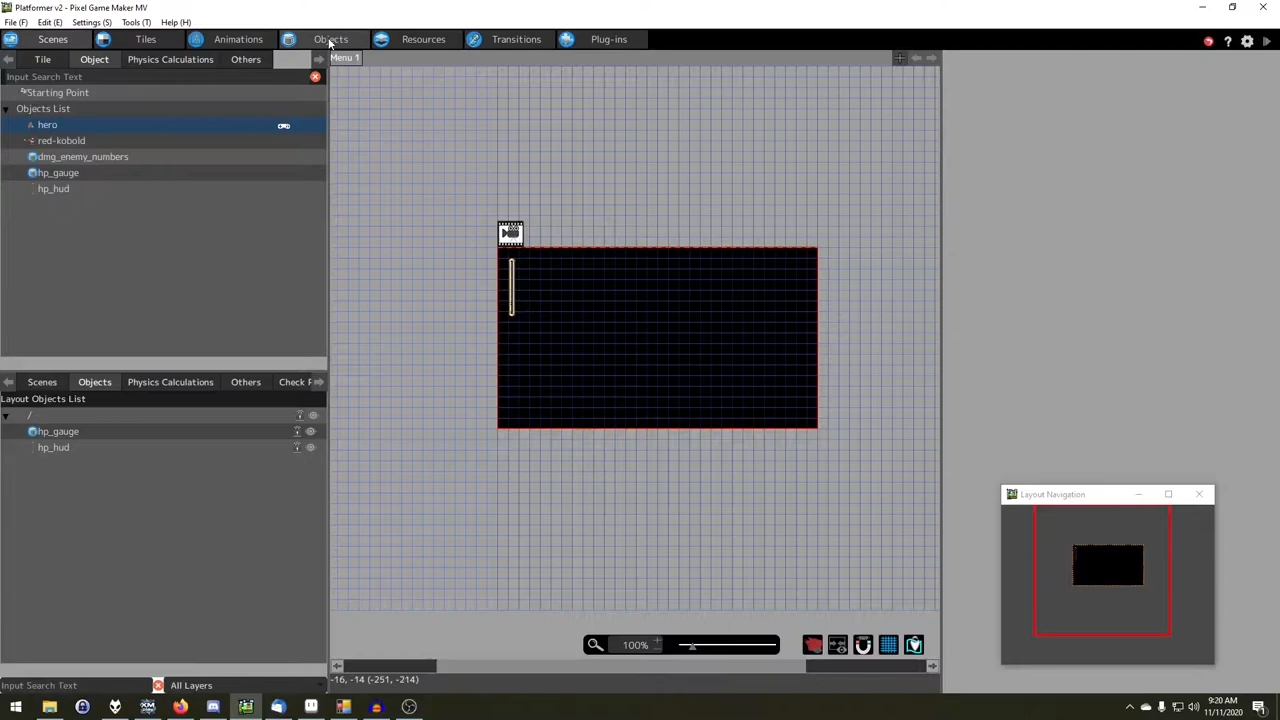 Platformer v2 - Pixel Game Maker MV
File (F) Edit (E) Settings (S) Tools (T) Help (H)
Scenes Tiles Animations Objects Resources Transitions Plug-ins
Tile Object Physics Calculations Others
Menu 1
Input Search Text
Starting Point
Objects List
hero
red-kobold
dmg_enemy_numbers
hp_gauge
hp_hud
Scenes Objects Physics Calculations Others Check
Layout Objects List
/
hp_gauge
hp_hud
Layout Navigation
100%
Input Search Text All Layers
-16, -14 (-251, -214)
9:20 AM
11/11/2020